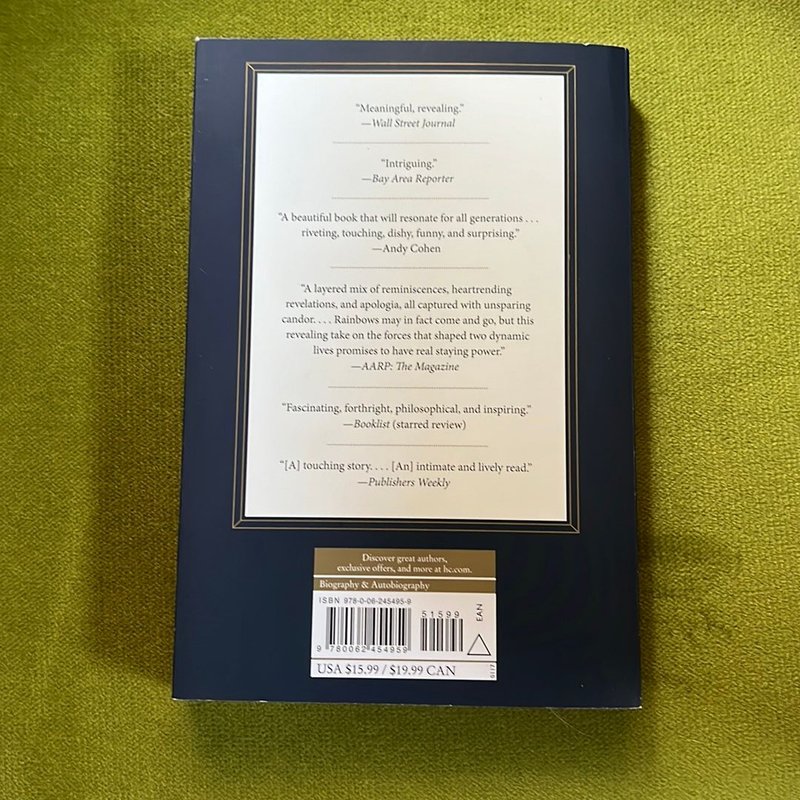 “Meaningful, revealing.”
—Wall Street Journal
“Intriguing.”
—Bay Area Reporter
“A beautiful book that will resonate for all generations . . .
riveting, touching, dishy, funny, and surprising.”
—Andy Cohen
“A layered mix of reminiscences, heartrending
revelations, and apologia, all captured with unsparing
candor. . . . Rainbows may in fact come and go, but this
revealing take on the forces that shaped two dynamic
lives promises to have real staying power.”
—AARP: The Magazine
“Fascinating, forthright, philosophical, and inspiring.”
—Booklist (starred review)
“[A] touching story. . . . [An] intimate and lively read.”
—Publishers Weekly
Discover great authors,
exclusive offers, and more at hc.com.
Biography & Autobiography
ISBN 978-0-06-245495-9
51599
EAN
9 780062 454959
USA $15.99 / $19.99 CAN
0117